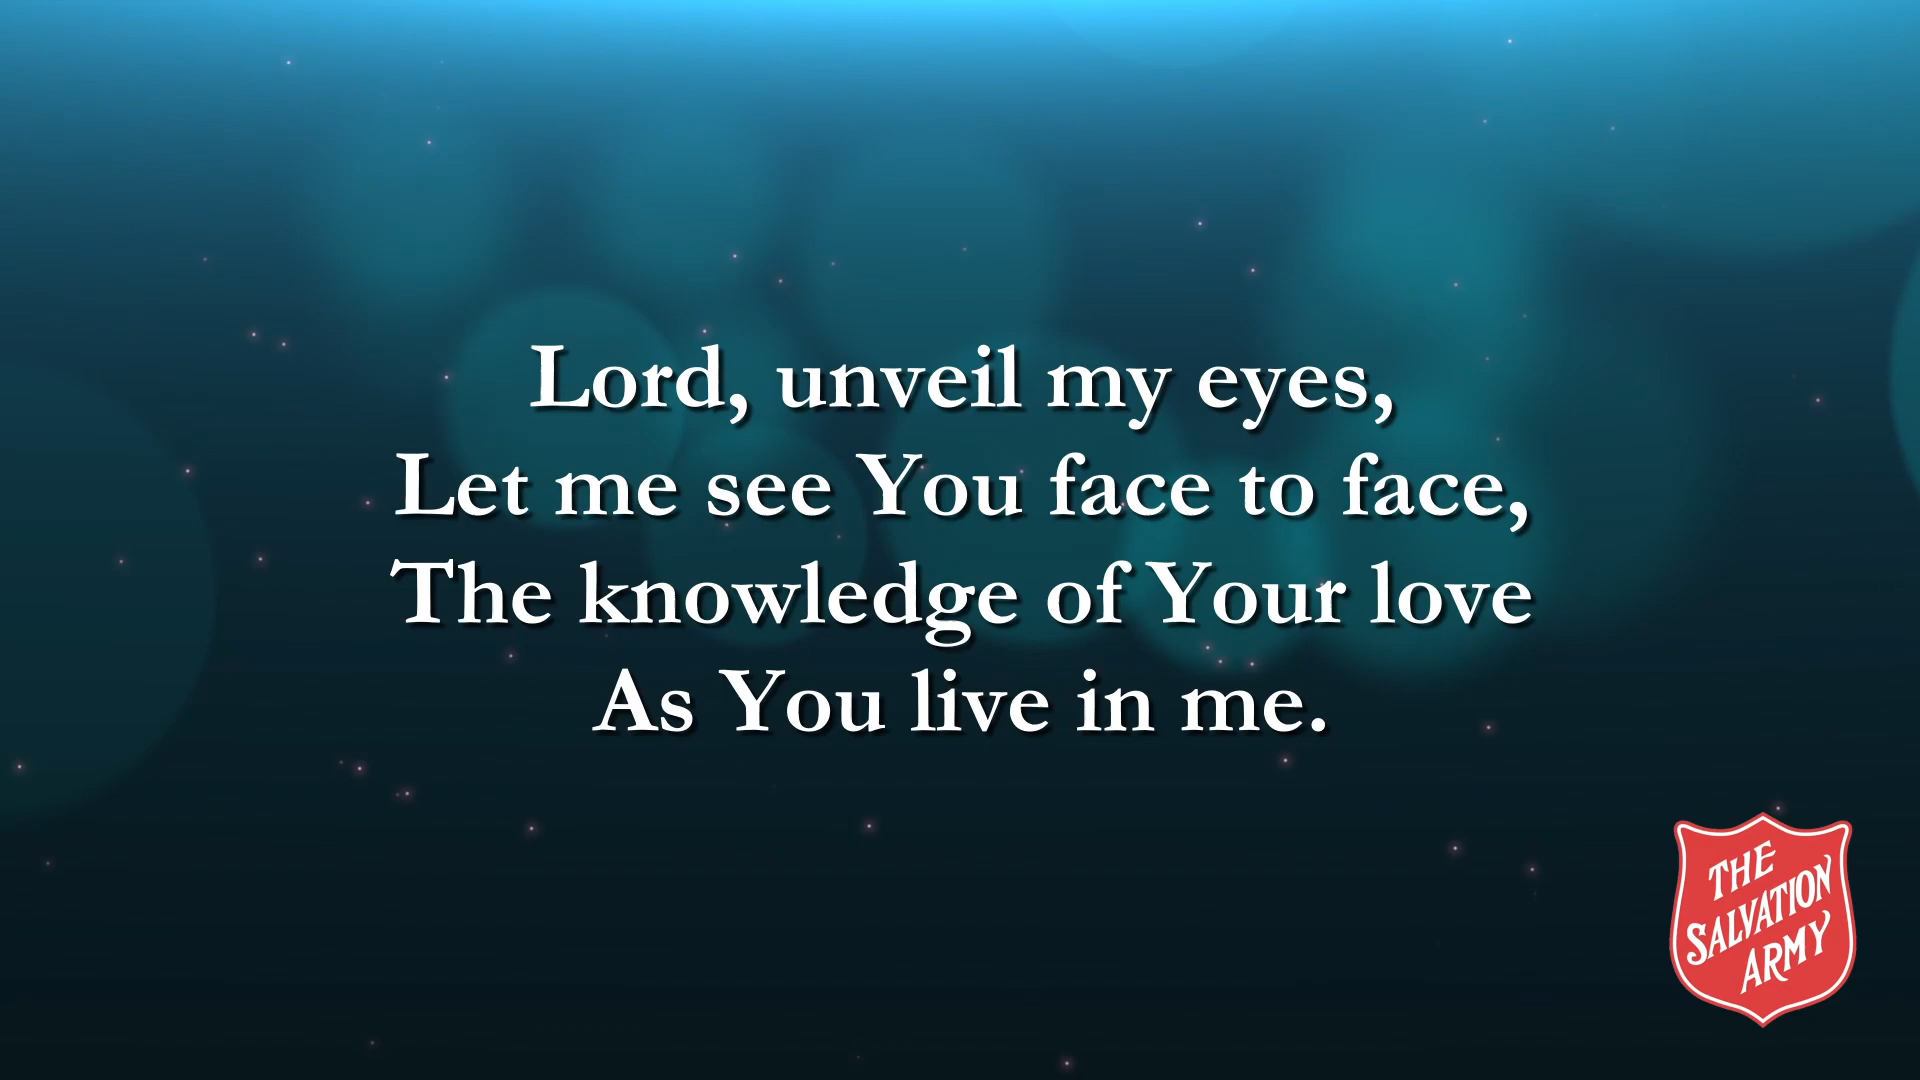 Lord, unveil my eyes,
Let me see You face to face,
The knowledge of Your love
As You live in me.
THE
SALVATION
ARMY